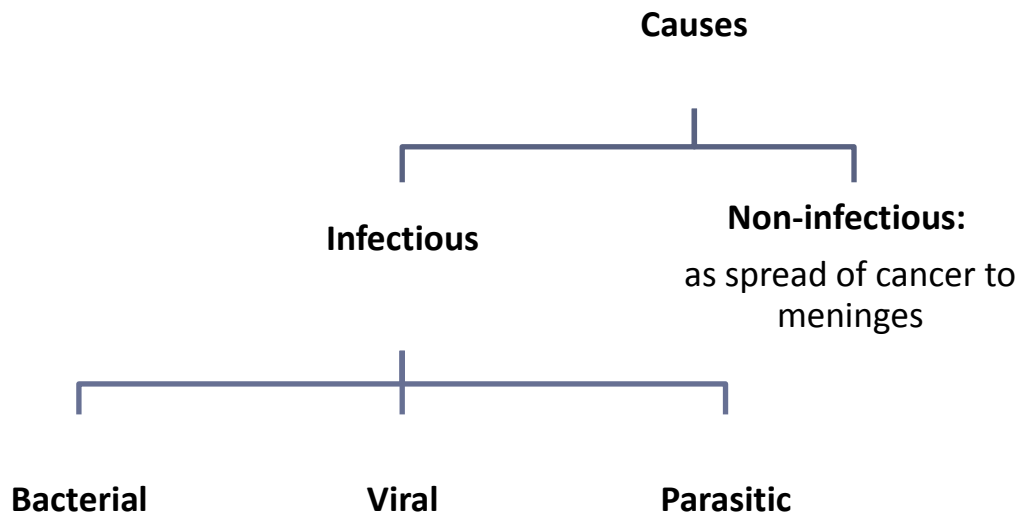 Causes
Infectious
Non-infectious:
as spread of cancer to
meninges
Bacterial
Viral
Parasitic